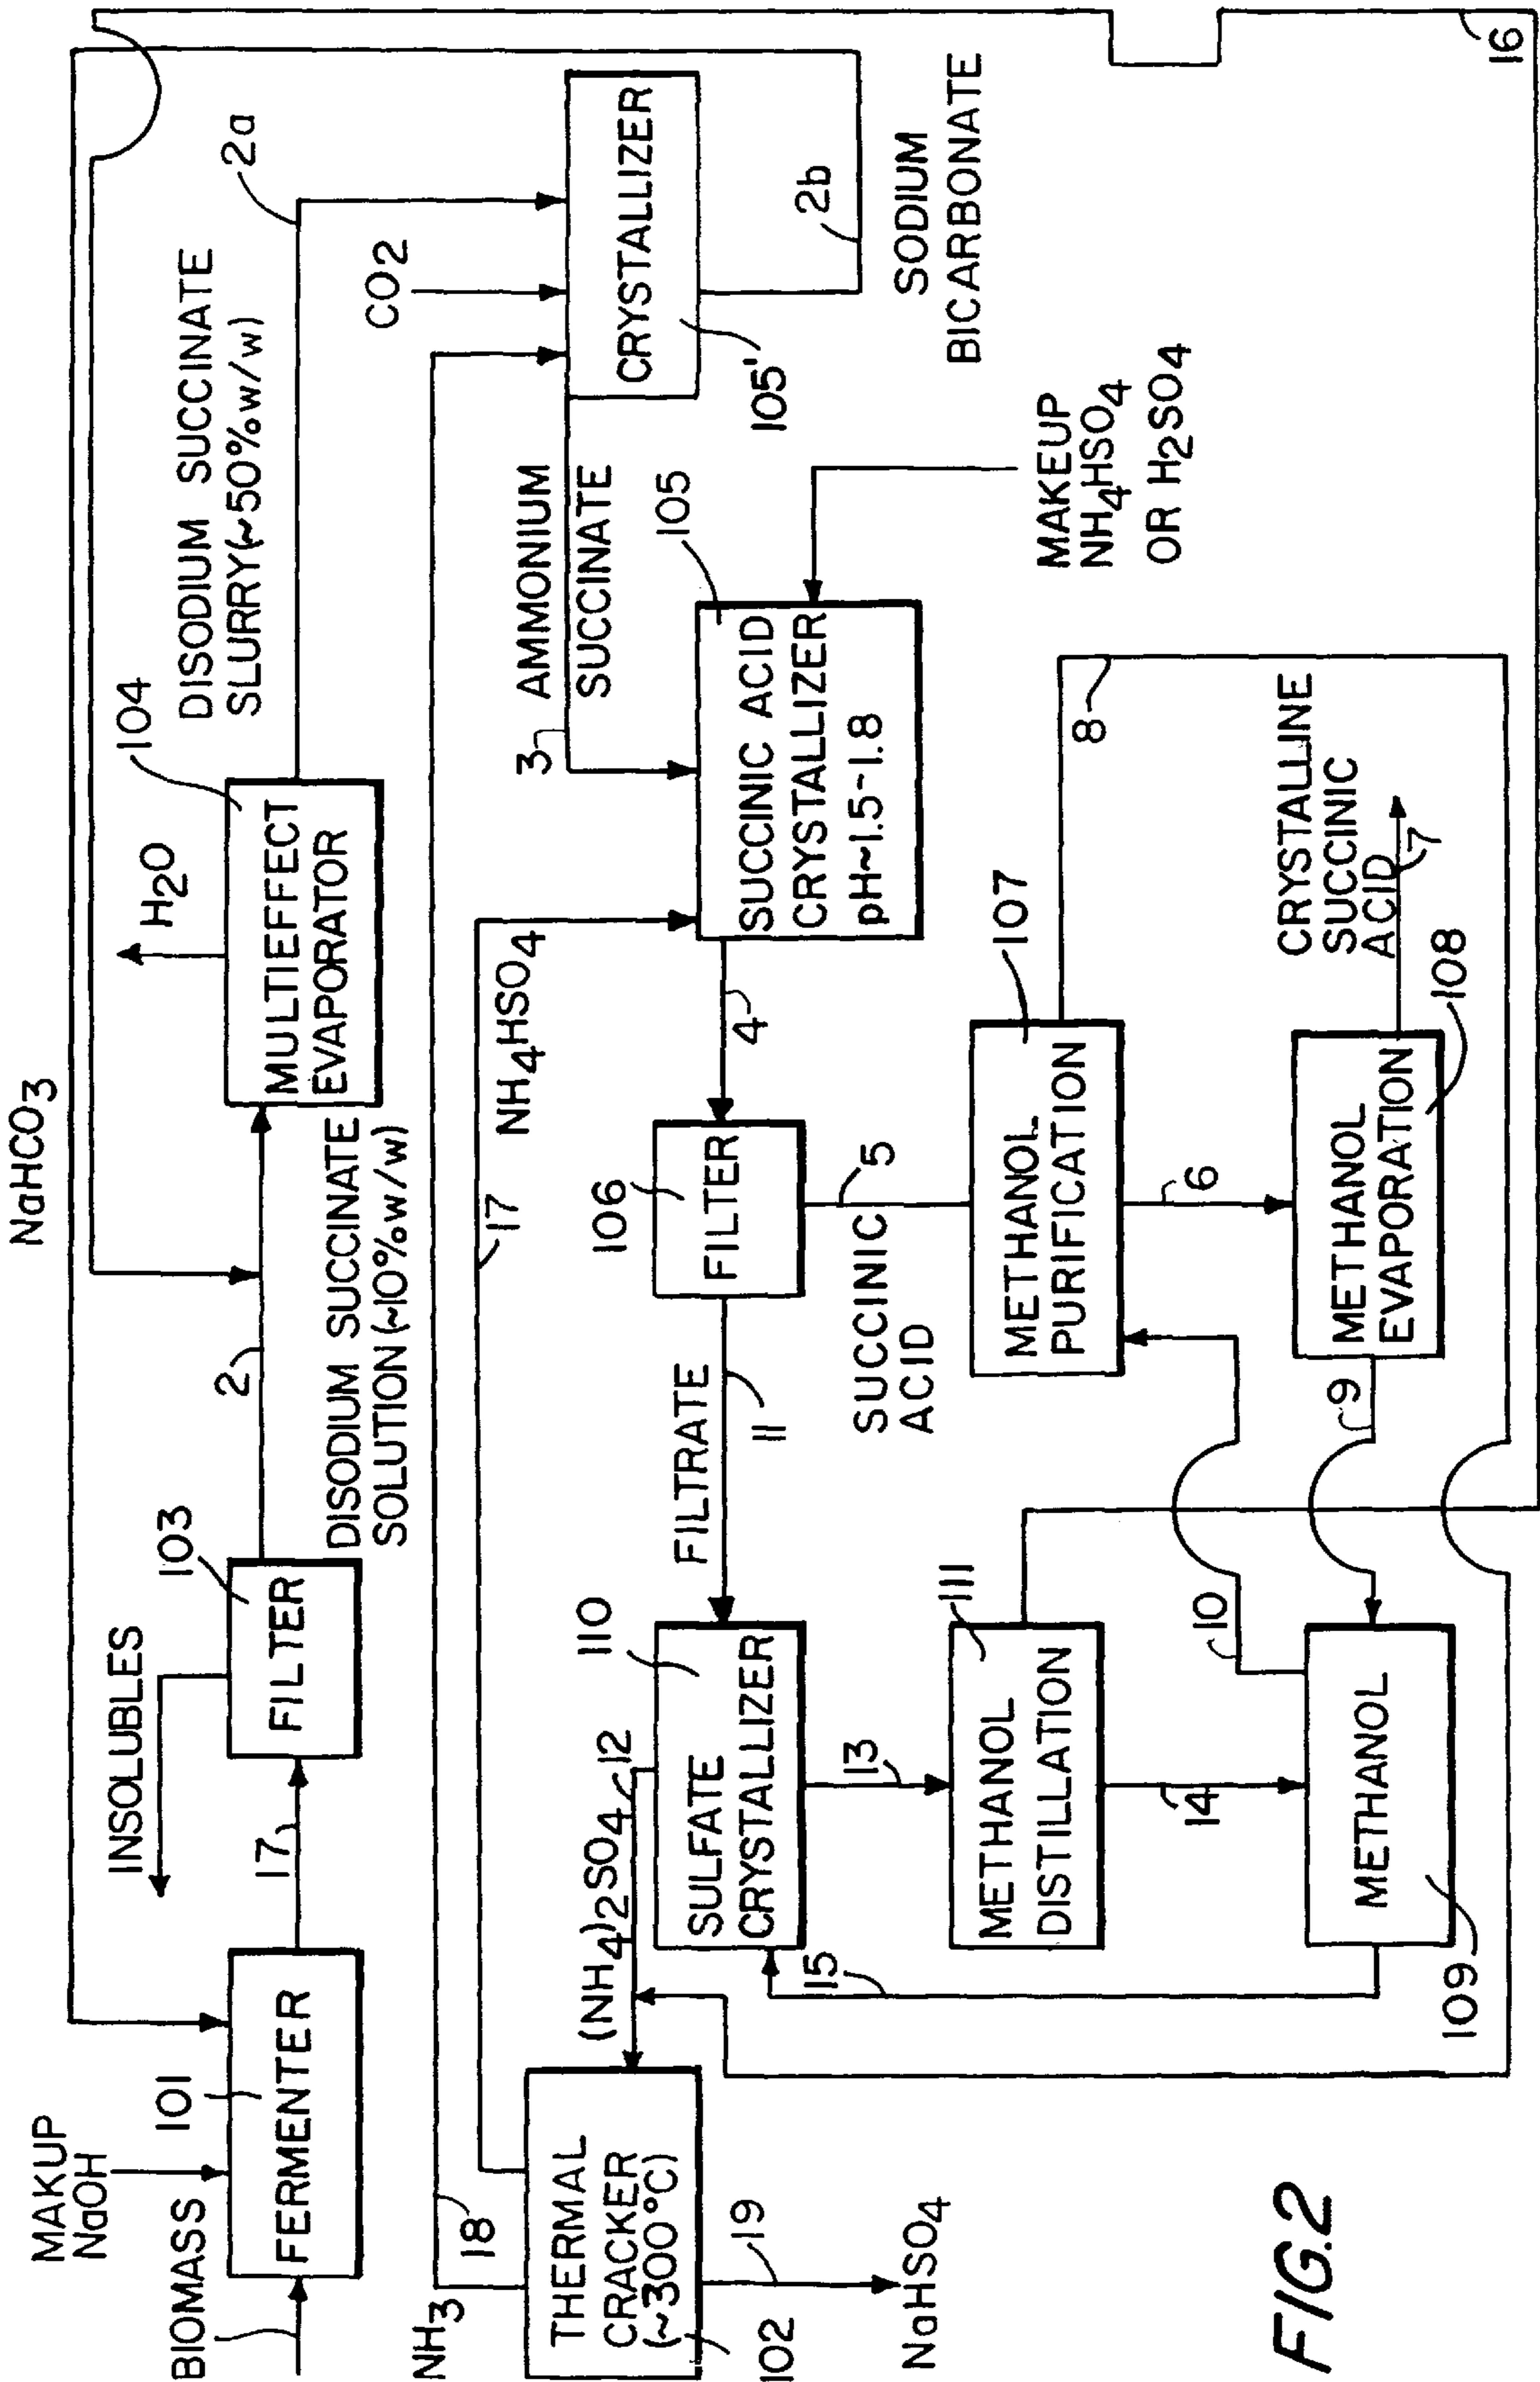 NaHCO3
MAKUP
NaOH
BIOMASS
101
FERMENTER
17
INSOLUBLES
103
FILTER
2
DISODIUM SUCCINATE
SOLUTION (~10%w/w)
H2O
104
MULTIEFFECT
EVAPORATOR
DISODIUM SUCCINATE
SLURRY(~50%w/w)
2a
CO2
CRYSTALLIZER
105'
2b
SODIUM
BICARBONATE
NH3
18
17
NH4HSO4
3
AMMONIUM
SUCCINATE
105
SUCCINIC ACID
CRYSTALLIZER
pH~1.5-1.8
MAKEUP
NH4HSO4
OR H2SO4
THERMAL
CRACKER
(~300°C)
102
19
NaHSO4
(NH4)2SO4
12
110
SULFATE
CRYSTALLIZER
FILTRATE
11
106
FILTER
4
5
SUCCINIC
ACID
13
15
111
METHANOL
DISTILLATION
107
METHANOL
PURIFICATION
8
14
10
6
109
METHANOL
9
METHANOL
EVAPORATION
108
CRYSTALLINE
SUCCINIC
ACID
7
16
FIG.2